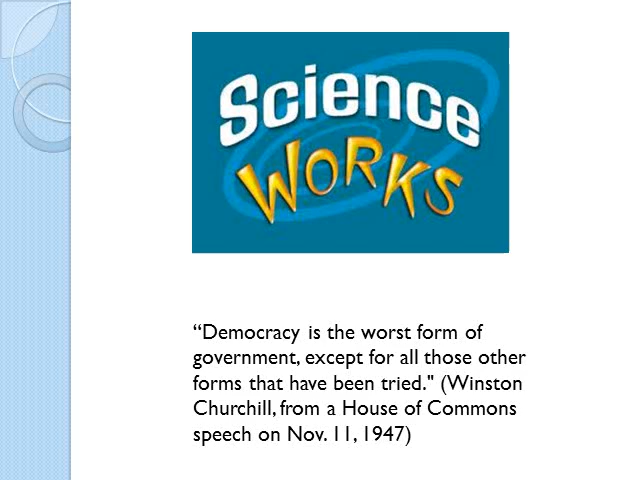 Science
WORKS
“Democracy is the worst form of
government, except for all those other
forms that have been tried." (Winston
Churchill, from a House of Commons
speech on Nov. 11, 1947)